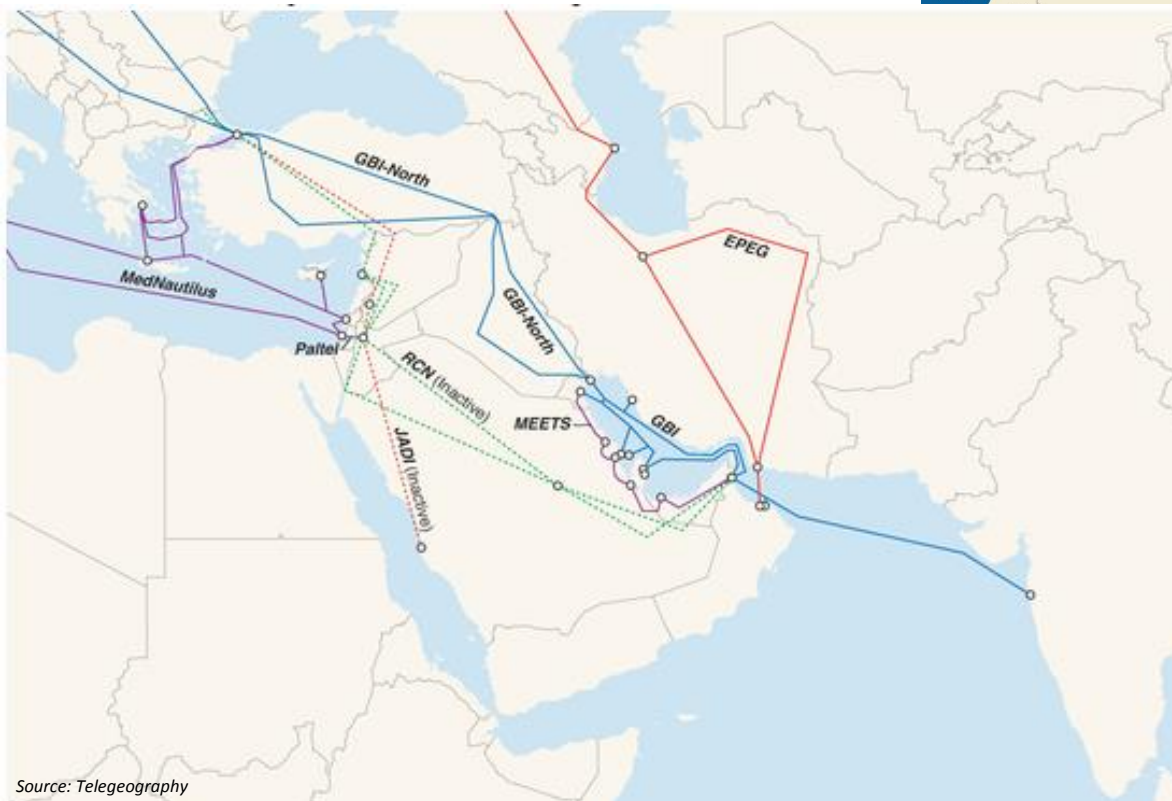 GBI-North
EPEG
MedNautilus
GBI-North
Paltel
RCN (Inactive)
MEETS
GBI
JADI (Inactive)
Source: Telegeography